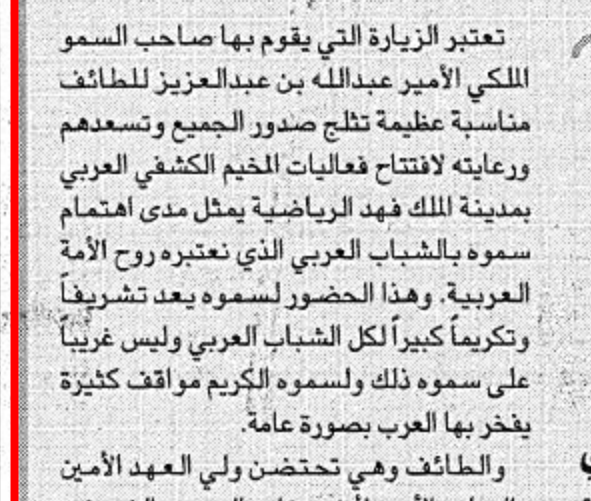 تعتبر الزيارة التي يقوم بها صاحب السمو
الملكي الأمير عبدالله بن عبدالعزيز للطائف
مناسبة عظيمة تثلج صدور الجميع وتسعدهم
ورعايته لافتتاح فعاليات المخيم الكشفي العربي
بمدينة الملك فهد الرياضية يمثل مدى اهتمام
سموه بالشباب العربي الذي نعتبره روح الأمة
العربية. وهذا الحضور لسموه يعد تشريفاً
وتكريماً كبيراً لكل الشباب العربي وليس غريباً
على سموه ذلك ولسموه الكريم مواقف كثيرة
يفخر بها العرب بصورة عامة.
والطائف وهي تحتضن ولي العهد الأمين